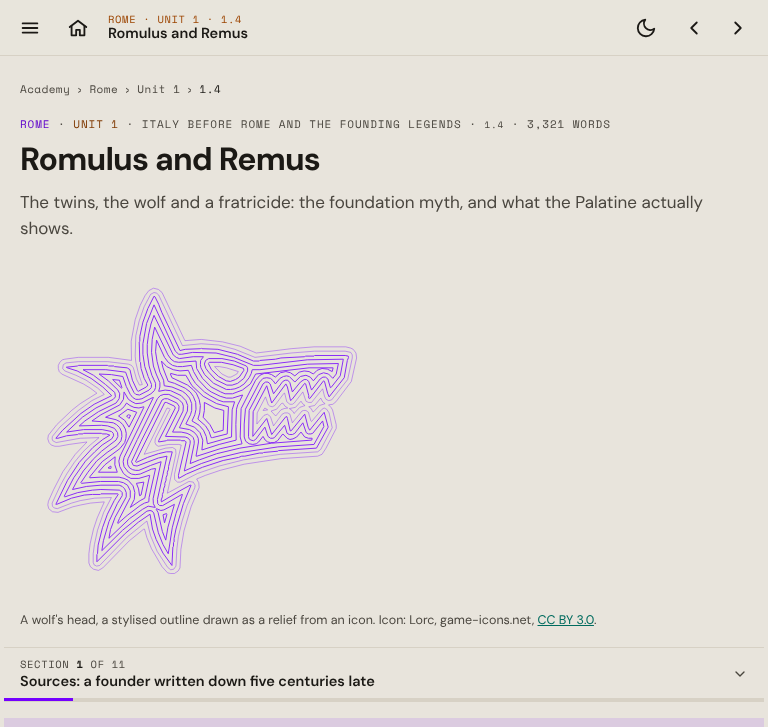 ROME · UNIT 1 · 1.4
Romulus and Remus
Academy › Rome › Unit 1 › 1.4
ROME · UNIT 1 · ITALY BEFORE ROME AND THE FOUNDING LEGENDS · 1.4 · 3,321 WORDS
Romulus and Remus
The twins, the wolf and a fratricide: the foundation myth, and what the Palatine actually
shows.
A wolf's head, a stylised outline drawn as a relief from an icon. Icon: Lorc, game-icons.net, CC BY 3.0.
SECTION 1 OF 11
Sources: a founder written down five centuries late